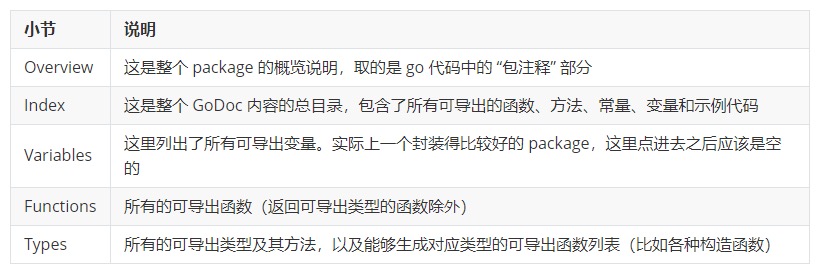 小节 说明
Overview 这是整个 package 的概览说明，取的是 go 代码中的 “包注释” 部分
Index 这是整个 GoDoc 内容的总目录，包含了所有可导出的函数、方法、常量、变量和示例代码
Variables 这里列出了所有可导出变量。实际上一个封装得比较好的 package，这里点进去之后应该是空
的
Functions 所有的可导出函数（返回可导出类型的函数除外）
Types 所有的可导出类型及其方法，以及能够生成对应类型的可导出函数列表（比如各种构造函数）